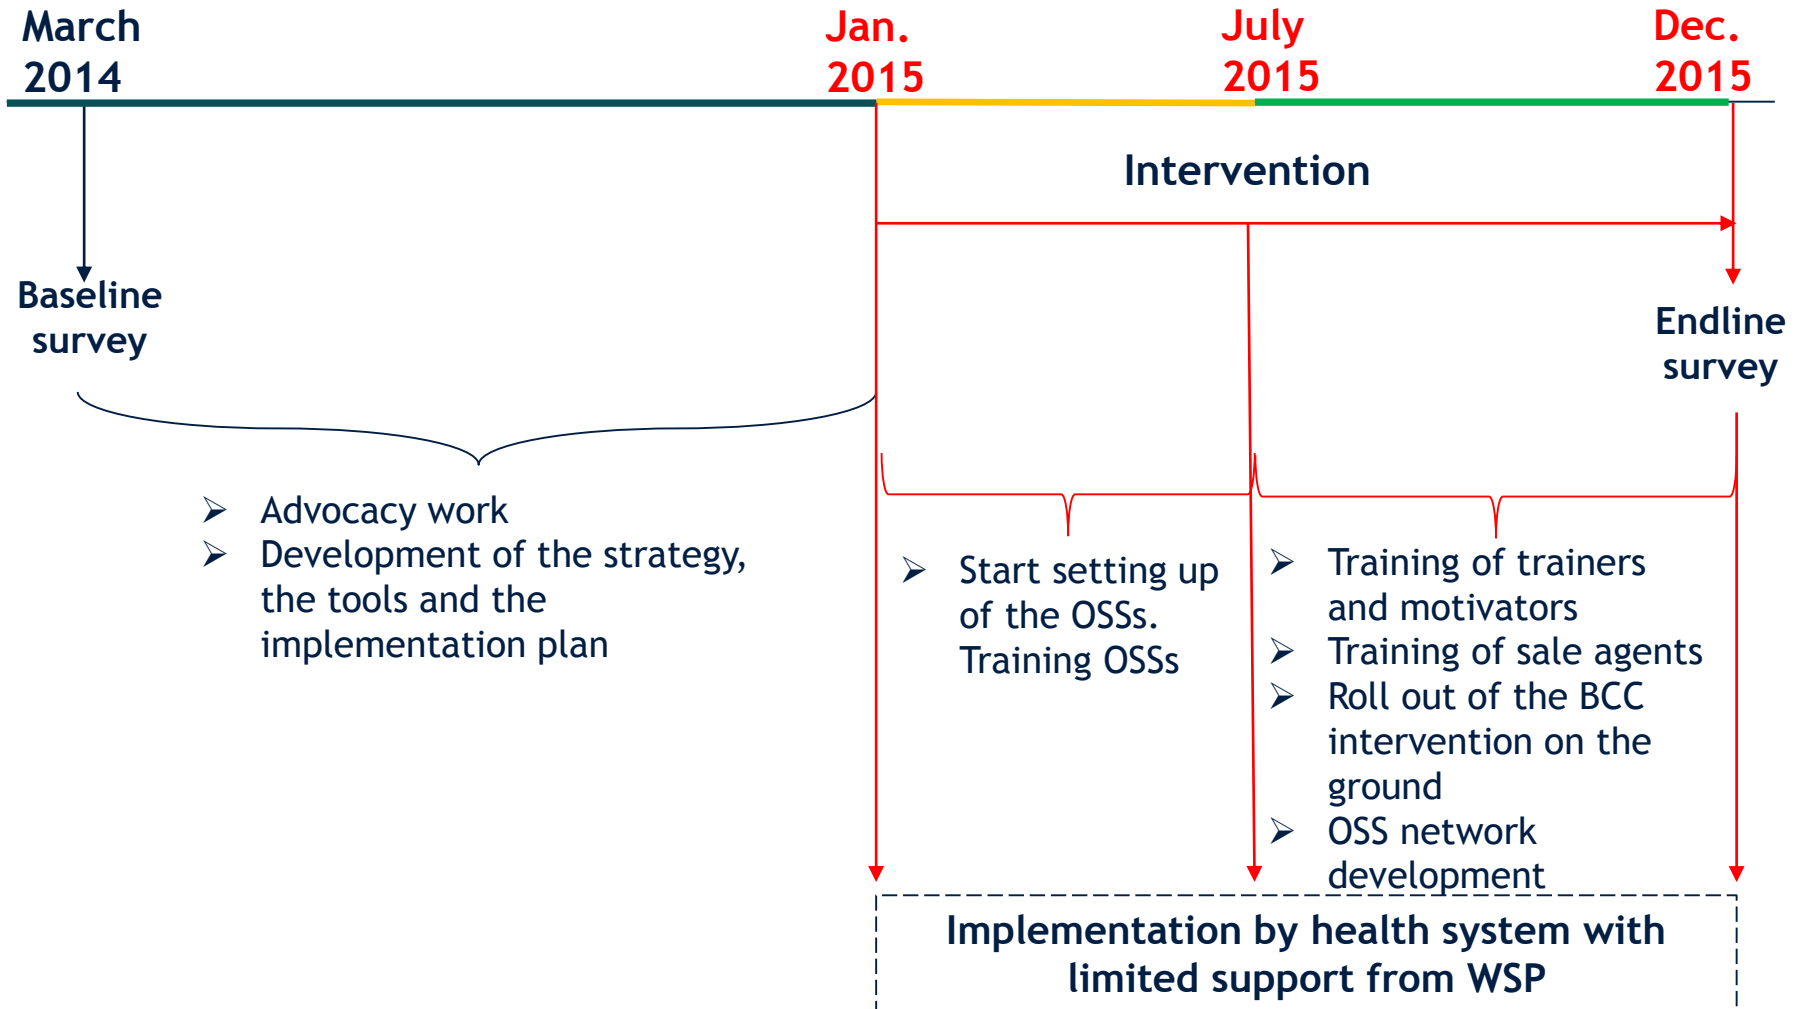 March
2014
Jan.
2015
July
2015
Dec.
2015
Intervention
Baseline
survey
Endline
survey
➢ Advocacy work
➢ Development of the strategy,
the tools and the
implementation plan
➢ Start setting up
of the OSSs.
Training OSSs
➢ Training of trainers
and motivators
➢ Training of sale agents
➢ Roll out of the BCC
intervention on the
ground
➢ OSS network
development
Implementation by health system with
limited support from WSP